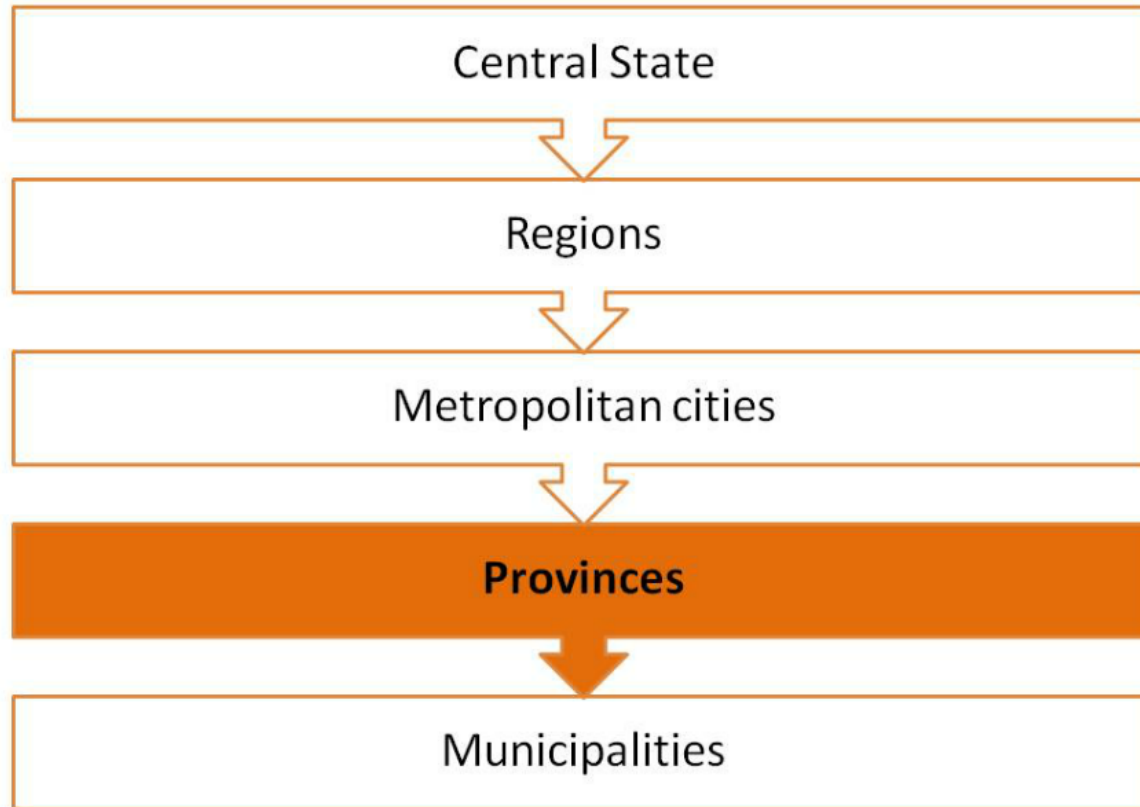 Central State
Regions
Metropolitan cities
Provinces
Municipalities